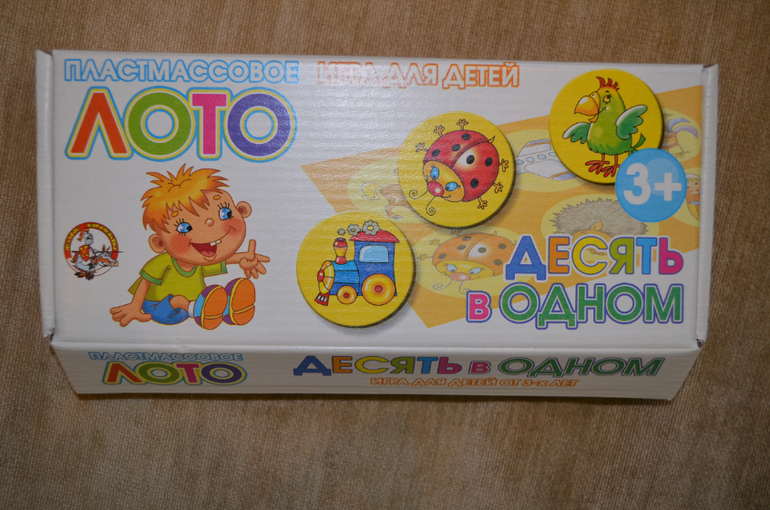 ПЛАСТМАССОВОЕ
ЛОТО
ИГРА ДЛЯ ДЕТЕЙ
3+
ДЕСЯТЬ
В ОДНОМ
ПЛАСТМАССОВОЕ
ЛОТО
ДЕСЯТЬ В ОДНОМ
ИГРА ДЛЯ ДЕТЕЙ ОТ 3-Х ЛЕТ